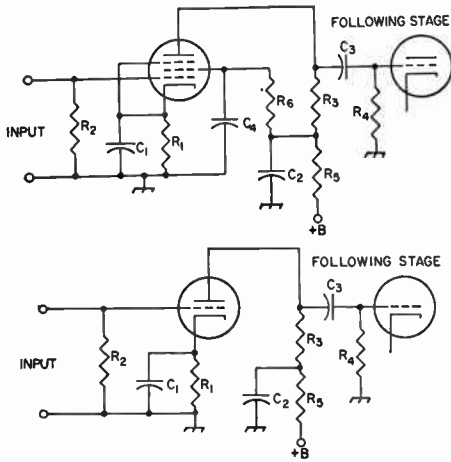 FOLLOWING STAGE
C3
R6
R3
R4
INPUT
R2
C1
R1
C4
C2
R5
+B
FOLLOWING STAGE
C3
R3
R4
INPUT
R2
C1
R1
C2
R5
+B